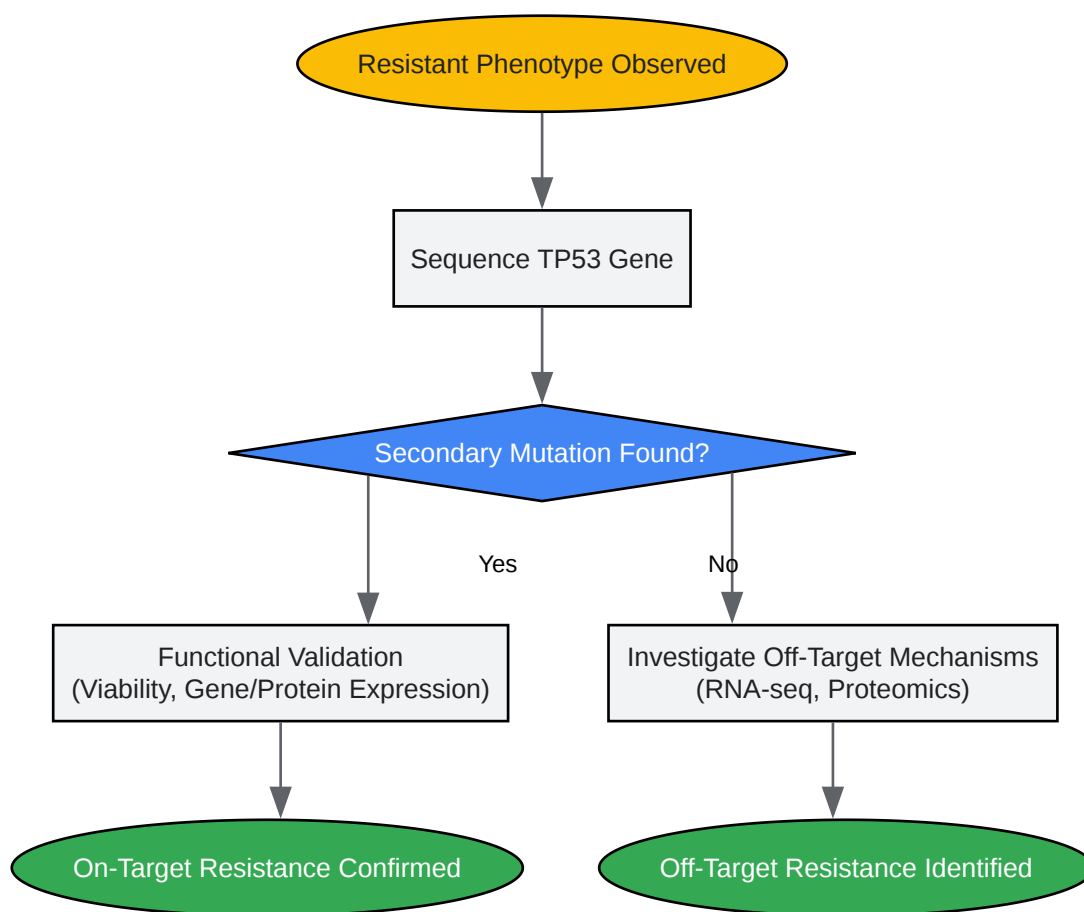 Resistant Phenotype Observed
Sequence TP53 Gene
Secondary Mutation Found?
Yes
No
Functional Validation
(Viability, Gene/Protein Expression)
Investigate Off-Target Mechanisms
(RNA-seq, Proteomics)
On-Target Resistance Confirmed
Off-Target Resistance Identified